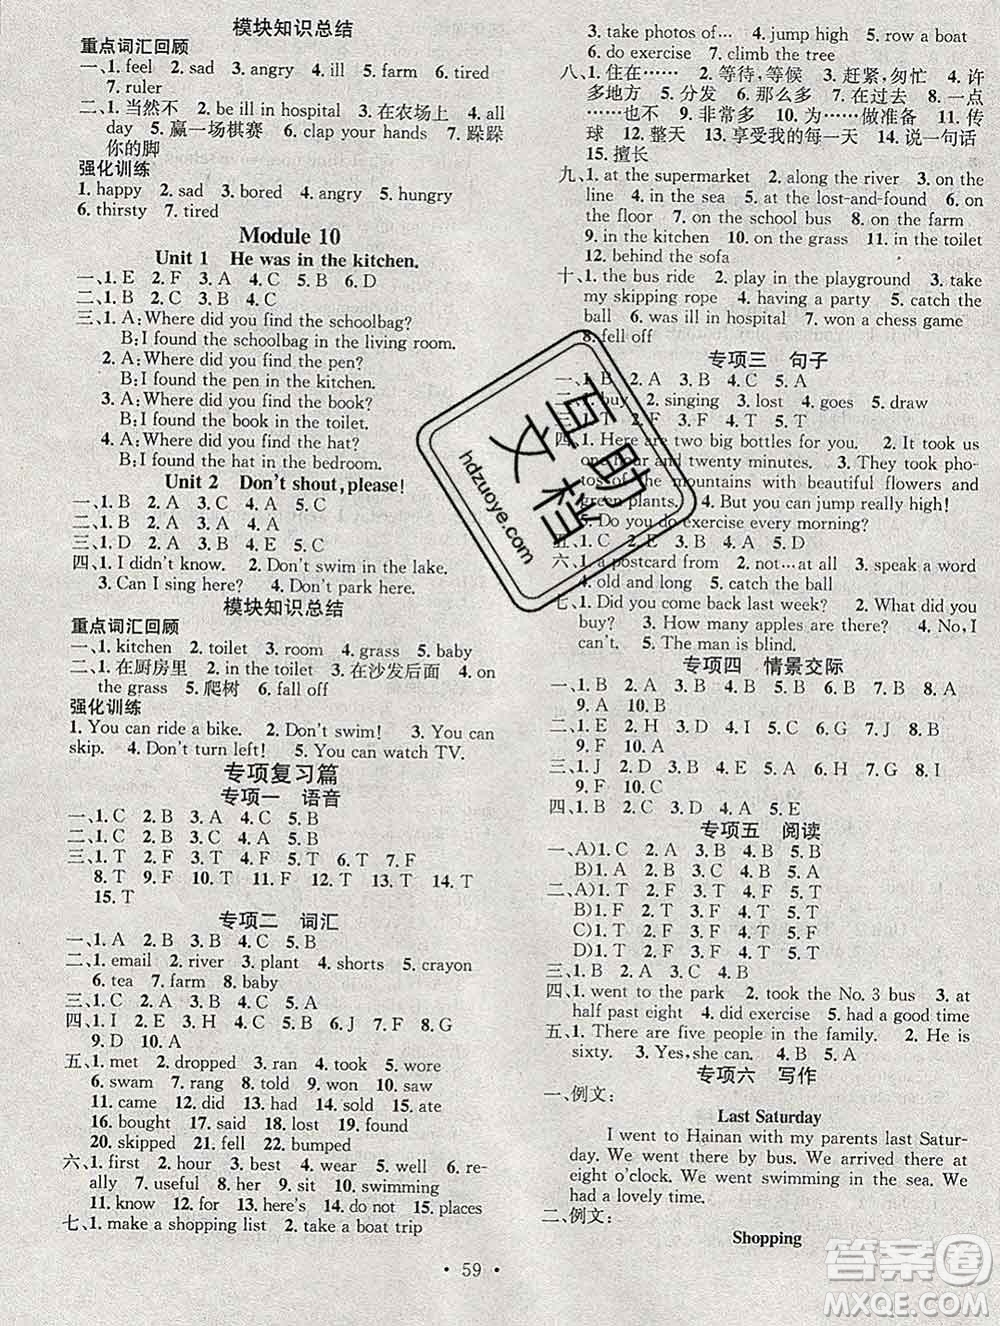 模块知识总结
重点词汇回顾
一、1. feel 2. sad 3. angry 4. ill 5. farm 6. tired
7. ruler
二、1. 当然不 2. be ill in hospital 3. 在农场上 4. all
day 5. 赢一场棋赛 6. clap your hands 7. 跺跺
你的脚
强化训练
1. happy 2. sad 3. bored 4. angry 5. hungry
6. thirsty 7. tired
Module 10
Unit 1 He was in the kitchen.
一、1. E 2. F 3. C 4. A 5. B 6. D
二、1. A 2. C 3. B 4. C
三、1. A: Where did you find the schoolbag?
B: I found the schoolbag in the living room.
2. A: Where did you find the pen?
B: I found the pen in the kitchen.
3. A: Where did you find the book?
B: I found the book in the toilet.
4. A: Where did you find the hat?
B: I found the hat in the bedroom.
Unit 2 Don't shout, please!
二、1. B 2. C 3. A 4. A 5. C
三、1. D 2. E 3. A 4. C 5. B
四、1. I didn't know. 2. Don't swim in the lake.
3. Can I sing here? 4. Don't park here.
模块知识总结
重点词汇回顾
一、1. kitchen 2. toilet 3. room 4. grass 5. baby
二、1. 在厨房里 2. in the toilet 3. 在沙发后面 4. on
the grass 5. 爬树 6. fall off
强化训练
1. You can ride a bike. 2. Don't swim! 3. You can
skip. 4. Don't turn left! 5. You can watch TV.
专项复习篇
专项一 语音
一、1. C 2. B 3. C 4. A 5. B
二、1. C 2. B 3. A 4. A 5. B
三、1. T 2. F 3. T 4. T 5. T 6. F 7. T
8. T 9. F 10. T 11. F 12. T 13. T 14. T
15. T
专项二 词汇
一、1. A 2. B 3. D 4. C 5. B
二、1. email 2. river 3. plant 4. shorts 5. crayon
6. tea 7. farm 8. baby
四、1. I 2. E 3. H 4. C 5. G 6. J 7. F 8. B
9. D 10. A
五、1. met 2. dropped 3. ran 4. took 5. wore
6. swam 7. rang 8. told 9. stood 10. saw
11. came 12. did 13. had 14. sold 15. ate
16. bought 17. said 18. lost 19. found
20. skipped 21. fell 22. bumped
六、1. first 2. hour 3. best 4. wear 5. well 6. re-
ally 7. useful 8. her 9. sit 10. swimming
11. know 12. for 13. here's 14. do not 15. places
七、1. make a shopping list 2. take a boat trip
3. take photos of… 4. jump high 5. row a boat
6. do exercise 7. climb the tree
八、1. 住在…… 2. 等待，等候 3. 赶紧，匆忙 4. 许
多地方 5. 分发 6. 那么多 7. 在过去 8. 一点
……也不 9. 非常多 10. 为……做准备 11. 传
球 12. 整天 13. 享受我的每一天 14. 说一句话
15. 擅长
九、1. at the supermarket 2. along the river 3. on the
line 4. in the sea 5. at the lost-and-found 6. on
the floor 7. on the school bus 8. on the farm
9. in the kitchen 10. on the grass 11. in the toilet
12. behind the sofa
十、1. the bus ride 2. play in the playground 3. take
my skipping rope 4. having a party 5. catch the
ball 6. was ill in hospital 7. won a chess game
8. fell off
专项三 句子
一、1. B 2. A 3. B 4. C 5. A
二、1. buy 2. singing 3. lost 4. goes 5. draw
2. F 3. F 4. T 5. T
四、1. Here are two big bottles for you. 2. It took us
one hour and twenty minutes. 3. They took pho-
tos of the mountains with beautiful flowers and
green plants. 4. But you can jump really high!
5. Do you do exercise every morning?
五、1. C 2. E 3. B 4. D 5. A
六、1. a postcard from 2. not…at all 3. speak a word
4. old and long 5. catch the ball
七、1. Did you come back last week? 2. What did you
buy? 3. How many apples are there? 4. No, I
can't. 5. The man is blind.
专项四 情景交际
一、1. B 2. A 3. A 4. B 5. A 6. B 7. A 8. B
9. A 10. B
二、1. E 2. H 3. D 4. J 5. G 6. C 7. B 8. I
9. F 10. A
三、1. J 2. C 3. D 4. G 5. H 6. B 7. E 8. I
9. F 10. A
四、1. B 2. C 3. D 4. A 5. E
专项五 阅读
一、A) 1. C 2. A 3. A 4. B 5. B
B) 1. F 2. F 3. T 4. T 5. T
二、A) 1. T 2. F 3. T 4. F 5. F
B) 1. F 2. F 3. F 4. T 5. T
C) 1. T 2. T 3. F 4. F 5. T
D) 1. T 2. F 3. T 4. F 5. T
三、1. B 2. C 3. A 4. A 5. B
四、1. went to the park 2. took the No. 3 bus 3. at
half past eight 4. did exercise 5. had a good time
五、1. There are five people in the family. 2. He is
sixty. 3. Yes, she can. 4. B 5. A
专项六 写作
一、例文：
Last Saturday
I went to Hainan with my parents last Satur-
day. We went there by bus. We arrived there at
eight o'clock. We went swimming in the sea. We
had a lovely time.
二、例文：
Shopping
• 59 •
百助文档
hdzuoye.com
答案圈
MXQE.COM